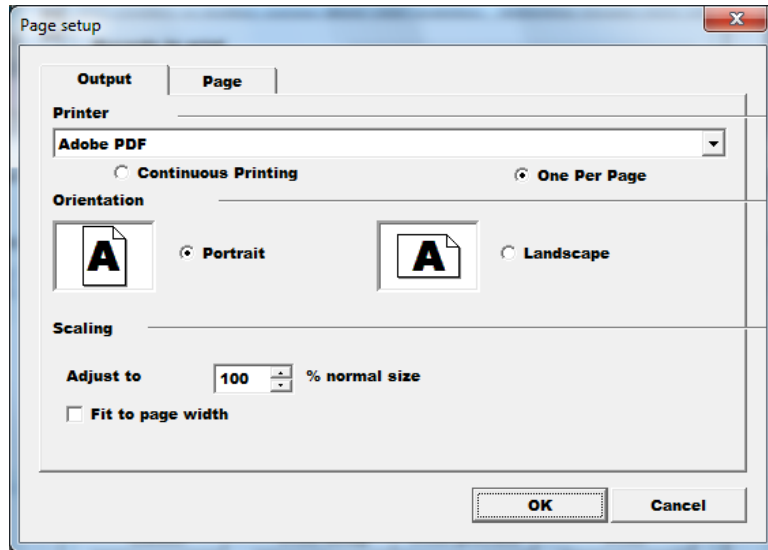 Page setup
Output Page
Printer
Adobe PDF
Continuous Printing One Per Page
Orientation
A Portrait A Landscape
Scaling
Adjust to 100 % normal size
Fit to page width
OK Cancel